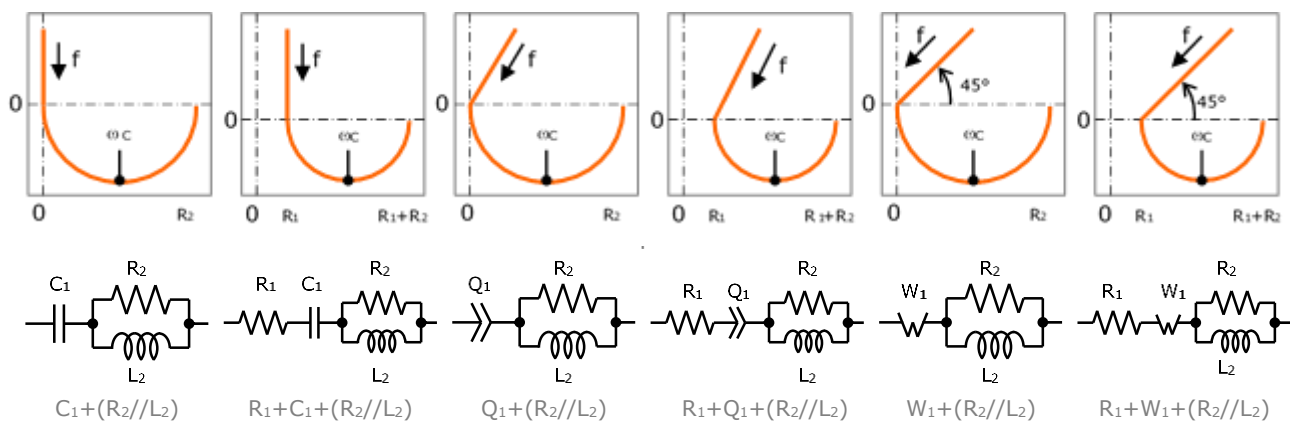 f
f
f
f
f
f
45°
45°
0
0
0
0
0
0
ωC
ωC
ωC
ωC
ωC
ωC
0 R₂
0 R₁ R₁+R₂
0 R₂
0 R₁ R₁+R₂
0 R₂
0 R₁ R₁+R₂
C₁ R₂ L₂
R₁ C₁ R₂ L₂
Q₁ R₂ L₂
R₁ Q₁ R₂ L₂
W₁ R₂ L₂
R₁ W₁ R₂ L₂
C₁+(R₂//L₂)
R₁+C₁+(R₂//L₂)
Q₁+(R₂//L₂)
R₁+Q₁+(R₂//L₂)
W₁+(R₂//L₂)
R₁+W₁+(R₂//L₂)